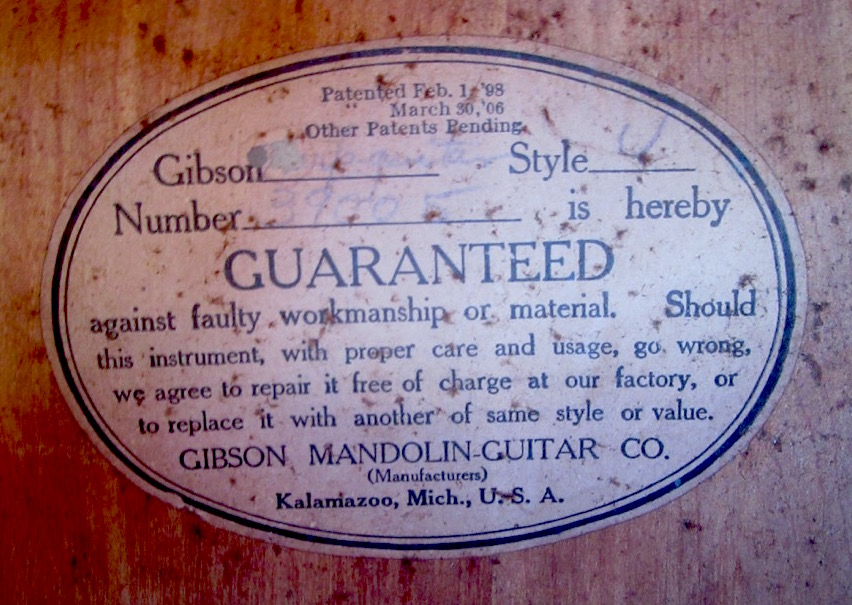 Patented Feb. 1, '98
March 30, '06
Other Patents Pending
Gibson Style U
Number is hereby
GUARANTEED
against faulty workmanship or material. Should
this instrument, with proper care and usage, go wrong,
we agree to repair it free of charge at our factory, or
to replace it with another of same style or value.
GIBSON MANDOLIN-GUITAR CO.
(Manufacturers)
Kalamazoo, Mich., U. S. A.